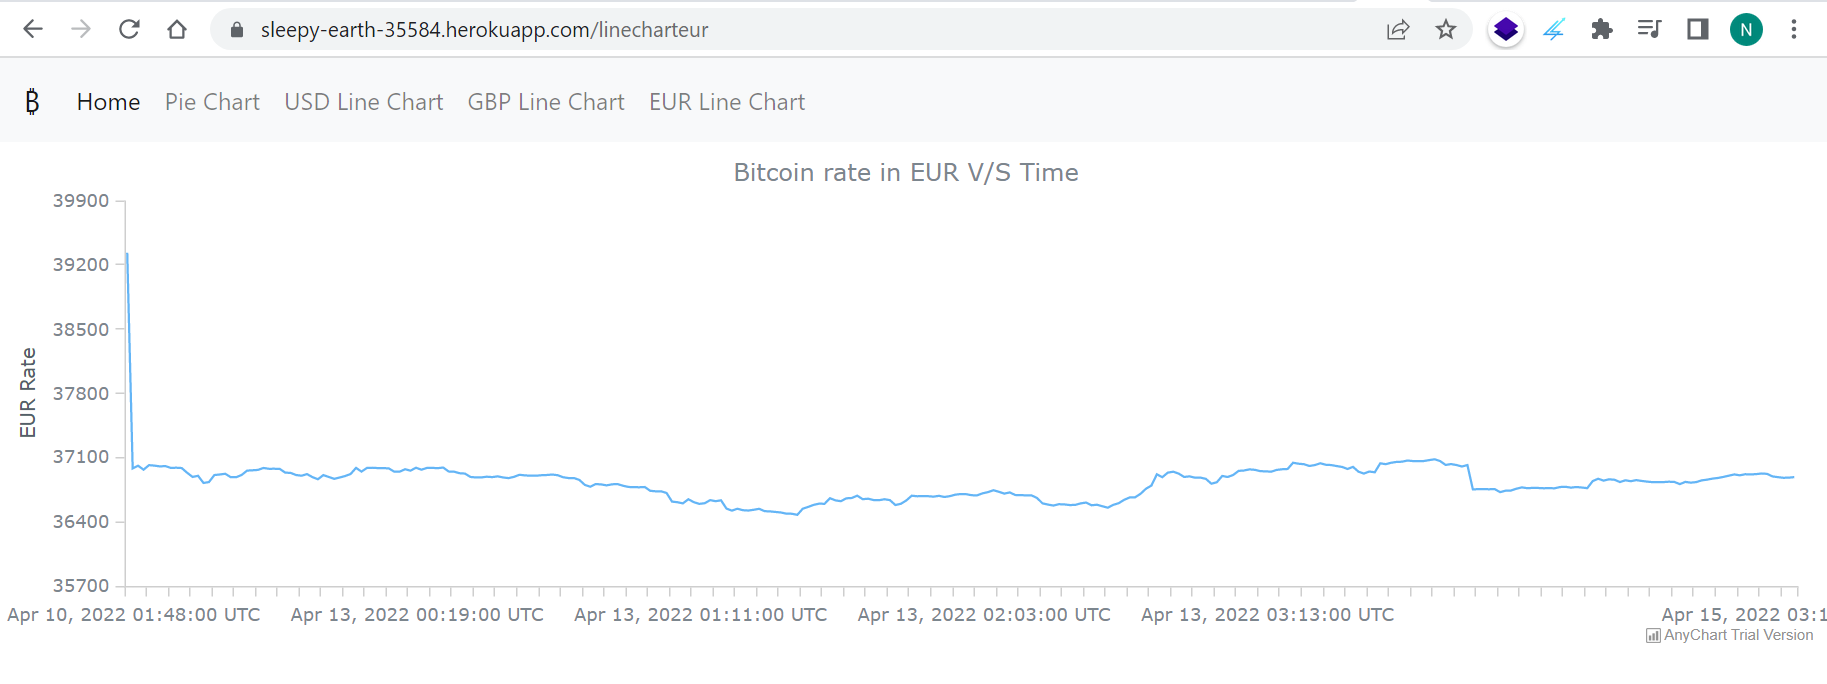 sleepy-earth-35584.herokuapp.com/linecharteur
N
₿ Home Pie Chart USD Line Chart GBP Line Chart EUR Line Chart
Bitcoin rate in EUR V/S Time
39900
39200
38500
37800
37100
36400
35700
EUR Rate
Apr 10, 2022 01:48:00 UTC Apr 13, 2022 00:19:00 UTC Apr 13, 2022 01:11:00 UTC Apr 13, 2022 02:03:00 UTC Apr 13, 2022 03:13:00 UTC Apr 15, 2022 03:1
AnyChart Trial Version